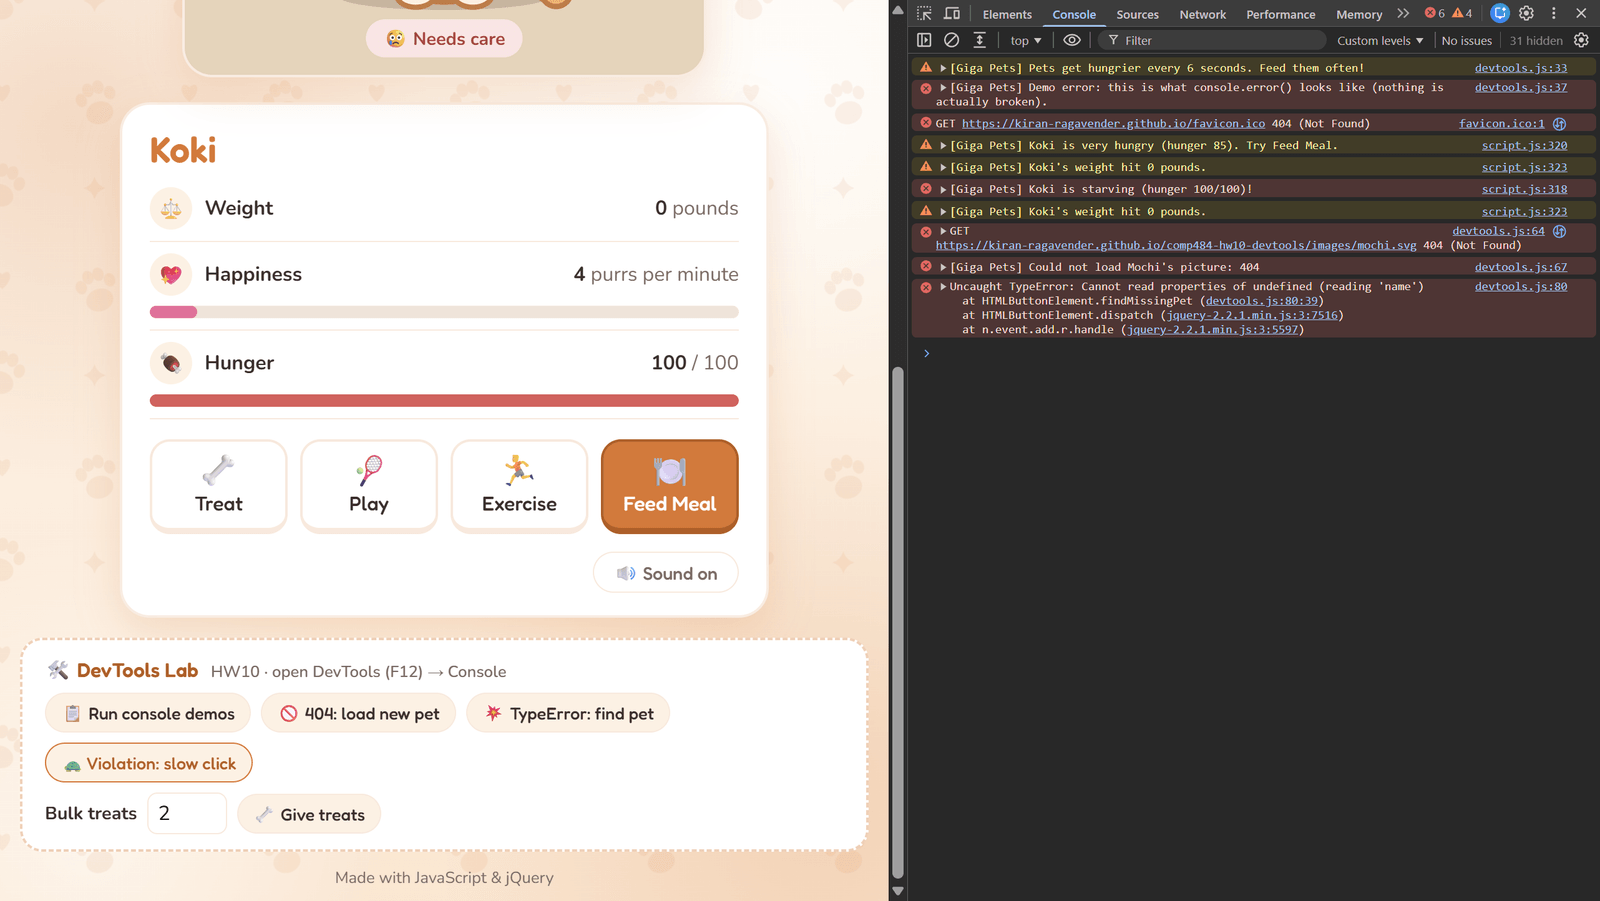 Needs care
Koki
Weight
0 pounds
Happiness
4 purrs per minute
Hunger
100 / 100
Treat
Play
Exercise
Feed Meal
Sound on
DevTools Lab HW10 · open DevTools (F12) → Console
Run console demos
404: load new pet
TypeError: find pet
Violation: slow click
Bulk treats
2
Give treats
Made with JavaScript & jQuery
Elements Console Sources Network Performance Memory 6 4
top Filter Custom levels No issues 31 hidden
[Giga Pets] Pets get hungrier every 6 seconds. Feed them often! devtools.js:33
[Giga Pets] Demo error: this is what console.error() looks like (nothing is devtools.js:37
actually broken).
GET https://kiran-ragavender.github.io/favicon.ico 404 (Not Found) favicon.ico:1
[Giga Pets] Koki is very hungry (hunger 85). Try Feed Meal. script.js:320
[Giga Pets] Koki's weight hit 0 pounds. script.js:323
[Giga Pets] Koki is starving (hunger 100/100)! script.js:318
[Giga Pets] Koki's weight hit 0 pounds. script.js:323
GET devtools.js:64
https://kiran-ragavender.github.io/comp484-hw10-devtools/images/mochi.svg 404 (Not Found)
[Giga Pets] Could not load Mochi's picture: 404 devtools.js:67
Uncaught TypeError: Cannot read properties of undefined (reading 'name') devtools.js:80
at HTMLButtonElement.findMissingPet (devtools.js:80:39)
at HTMLButtonElement.dispatch (jquery-2.2.1.min.js:3:7516)
at n.event.add.r.handle (jquery-2.2.1.min.js:3:5597)